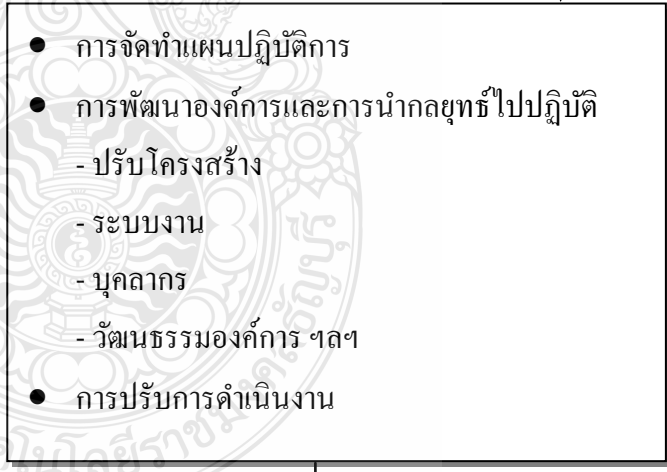 ● การจัดทำแผนปฏิบัติการ
● การพัฒนาองค์การและการนำกลยุทธ์ไปปฏิบัติ
- ปรับโครงสร้าง
- ระบบงาน
- บุคลากร
- วัฒนธรรมองค์การ ฯลฯ
● การปรับการดำเนินงาน